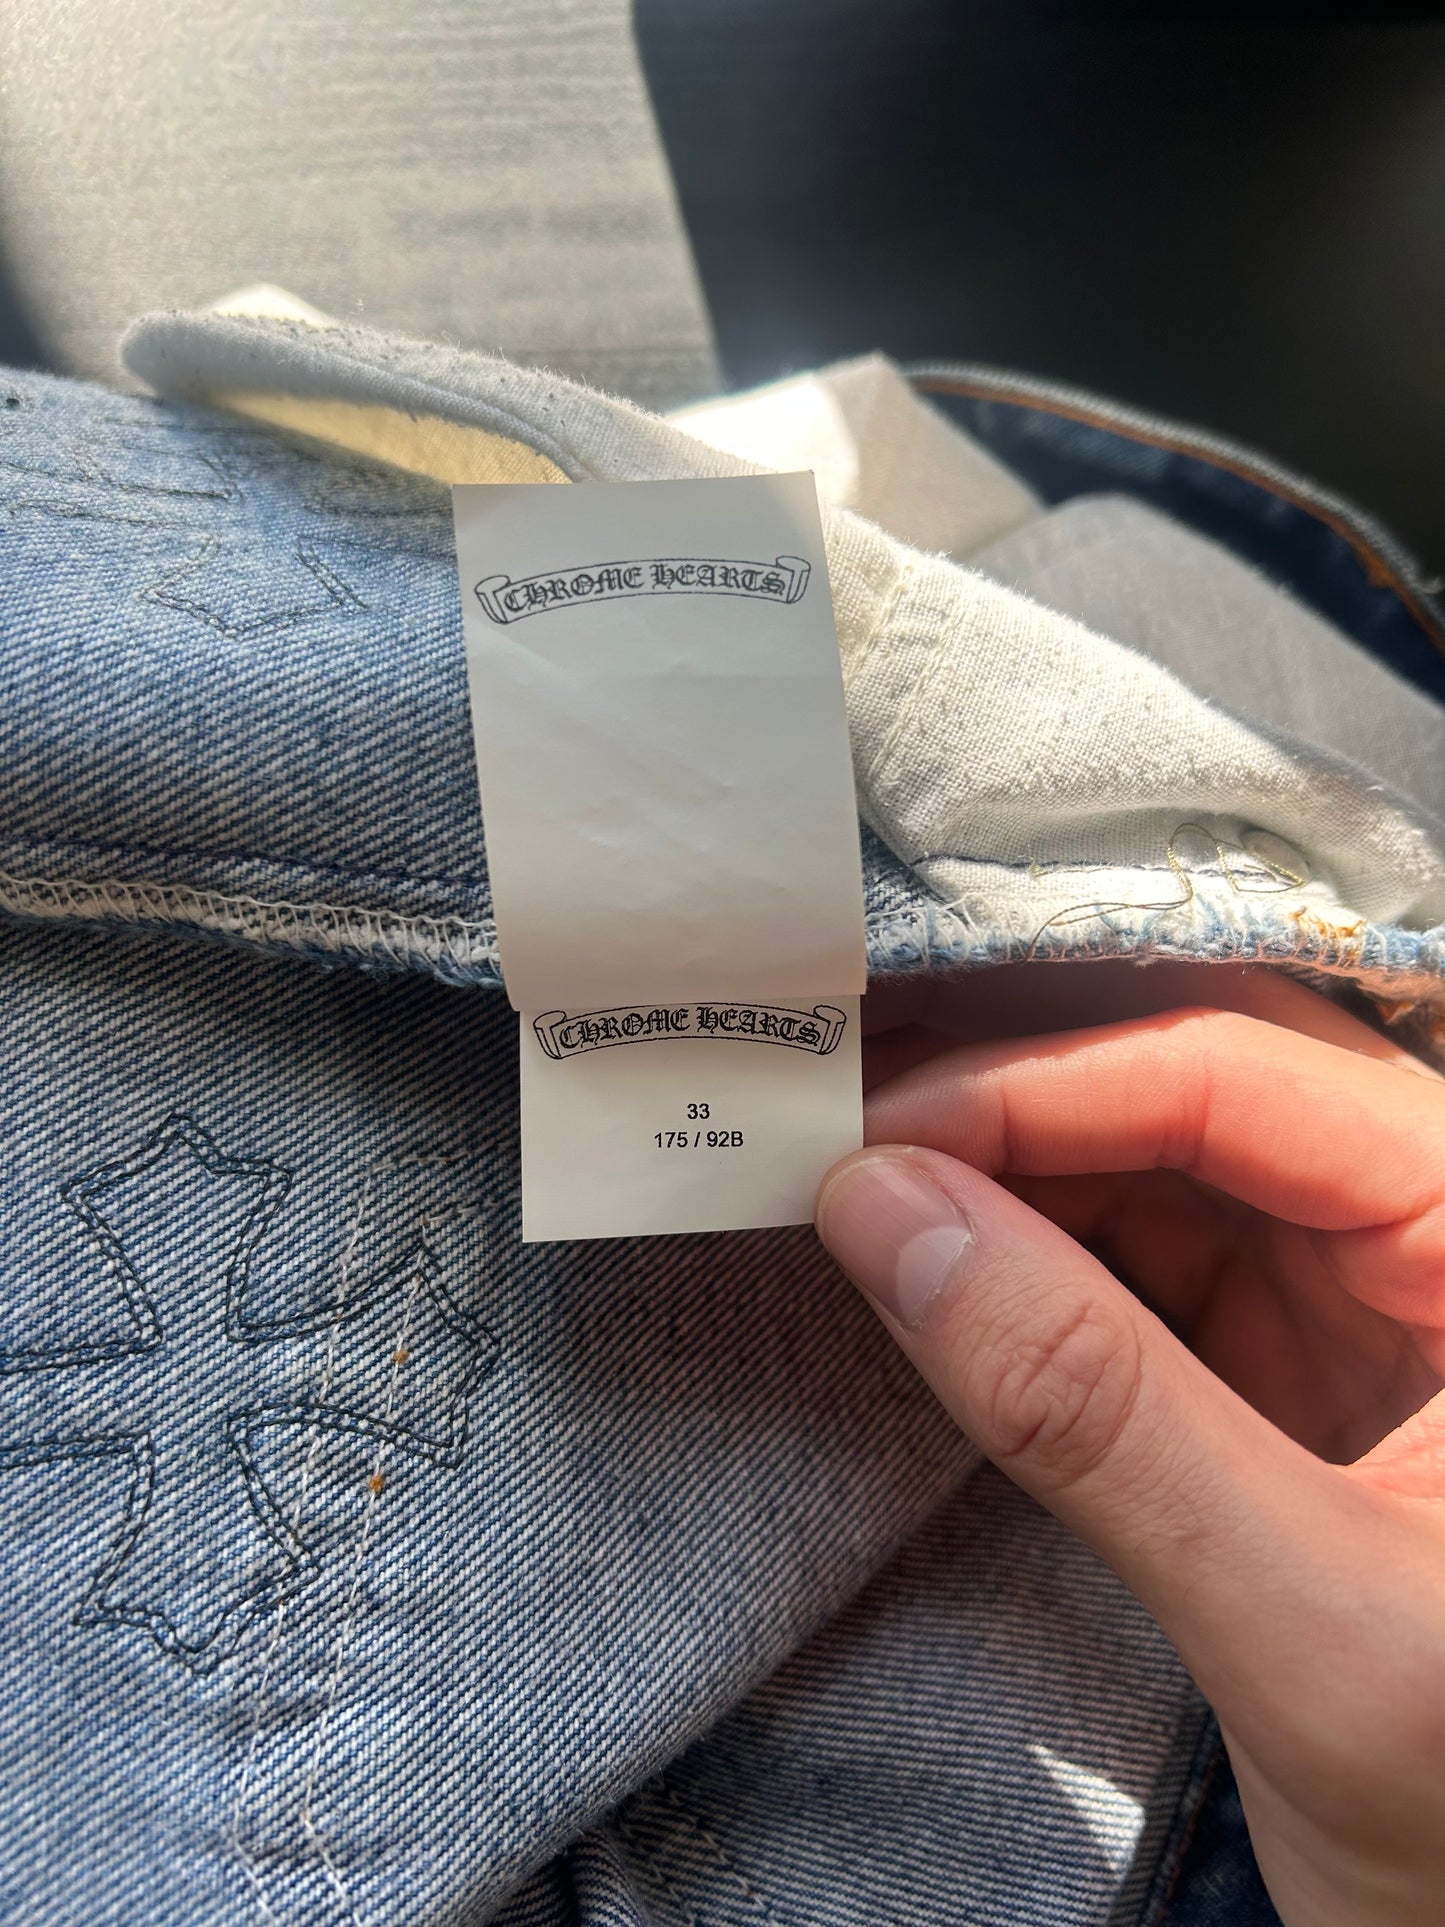 CHROME HEARTS
CHROME HEARTS
33
175 / 92B